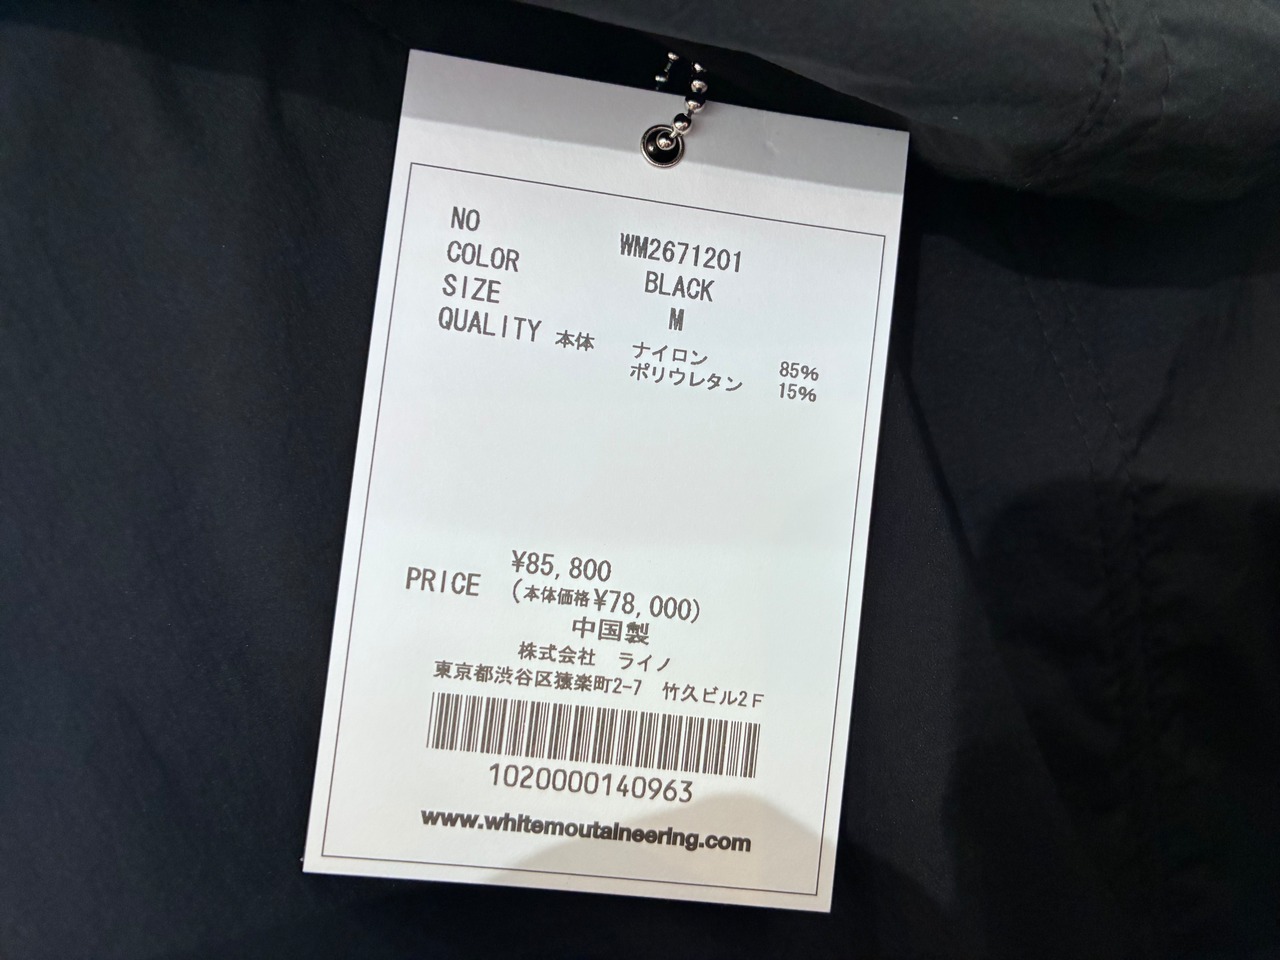 NO WM2671201
COLOR BLACK
SIZE M
QUALITY 本体 ナイロン 85%
ポリウレタン 15%
PRICE ¥85,800
(本体価格¥78,000)
中国製
株式会社 ライノ
東京都渋谷区猿楽町2-7 竹久ビル2F
1020000140963
www.whitemoutaineering.com